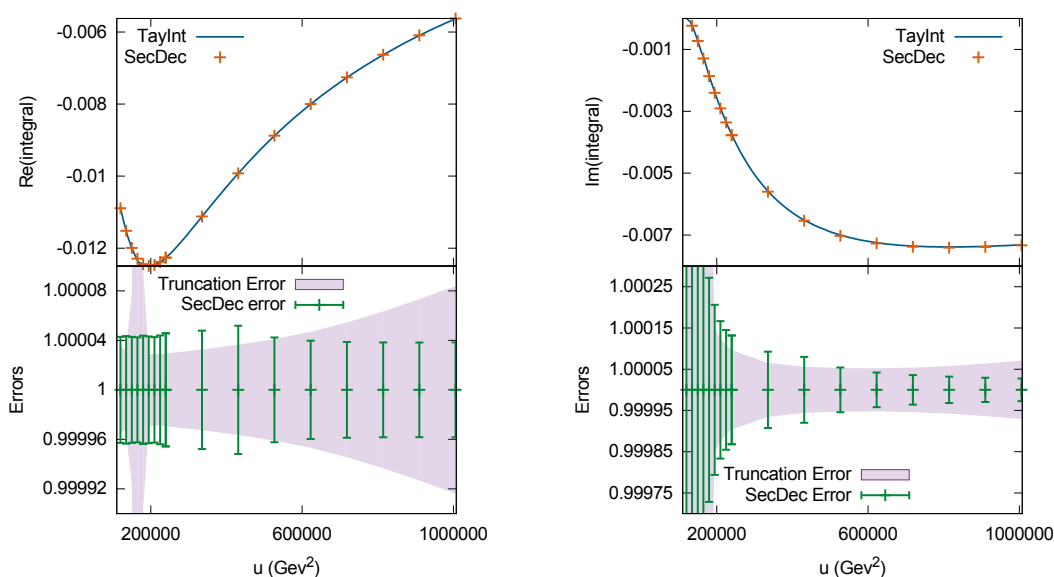 -0.006
-0.008
-0.01
-0.012
Re(integral)
TayInt
SecDec
1.00008
1.00004
1
0.99996
0.99992
Errors
Truncation Error
SecDec error
200000
600000
1000000
u (Gev²)
-0.001
-0.003
-0.005
-0.007
Im(integral)
TayInt
SecDec
1.00025
1.00015
1.00005
0.99995
0.99985
0.99975
Errors
Truncation Error
SecDec Error
200000
600000
1000000
u (GeV²)